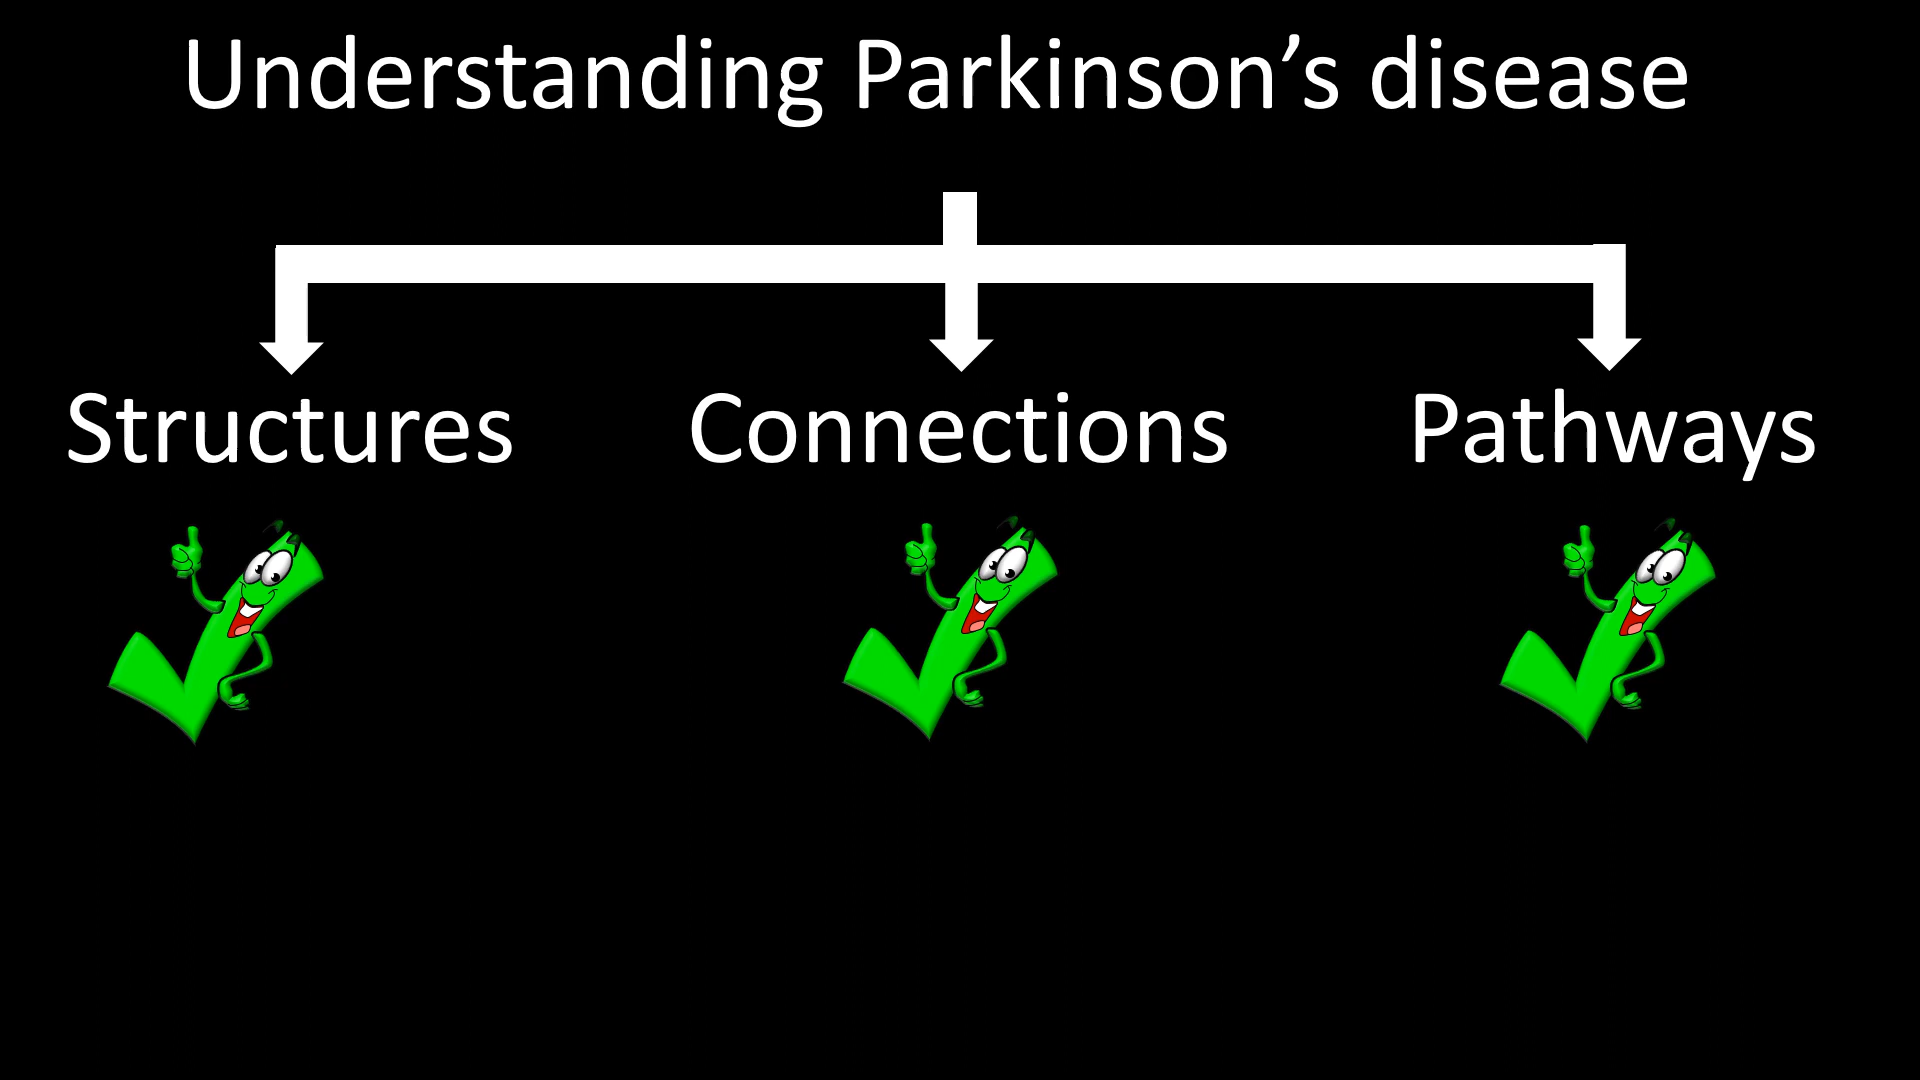 Understanding Parkinson’s disease
Structures
Connections
Pathways